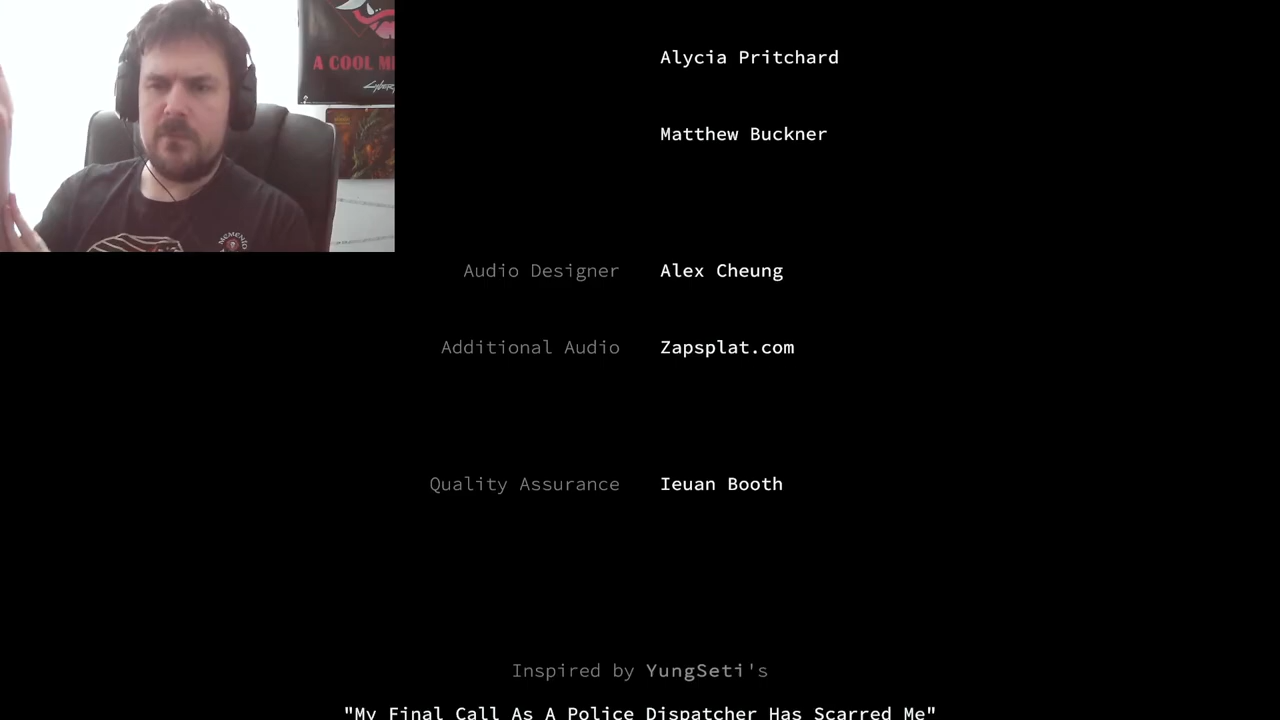 A COOL M
Alycia Pritchard
Matthew Buckner
MEMENTO
Audio Designer Alex Cheung
Additional Audio Zapsplat.com
Quality Assurance Ieuan Booth
Inspired by YungSeti's
"My Final Call As A Police Dispatcher Has Scarred Me"